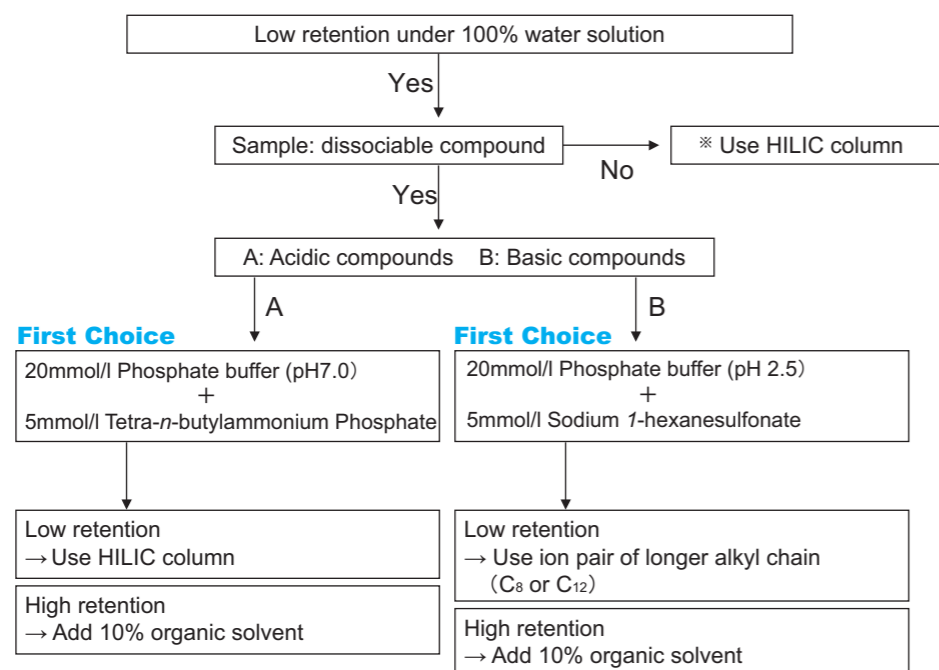 Low retention under 100% water solution
Yes
Sample: dissociable compound
No
※ Use HILIC column
Yes
A: Acidic compounds B: Basic compounds
A
B
First Choice
20mmol/l Phosphate buffer (pH7.0)
+
5mmol/l Tetra-n-butylammonium Phosphate
First Choice
20mmol/l Phosphate buffer (pH 2.5)
+
5mmol/l Sodium 1-hexanesulfonate
Low retention
→ Use HILIC column
High retention
→ Add 10% organic solvent
Low retention
→ Use ion pair of longer alkyl chain
(C₈ or C₁₂)
High retention
→ Add 10% organic solvent